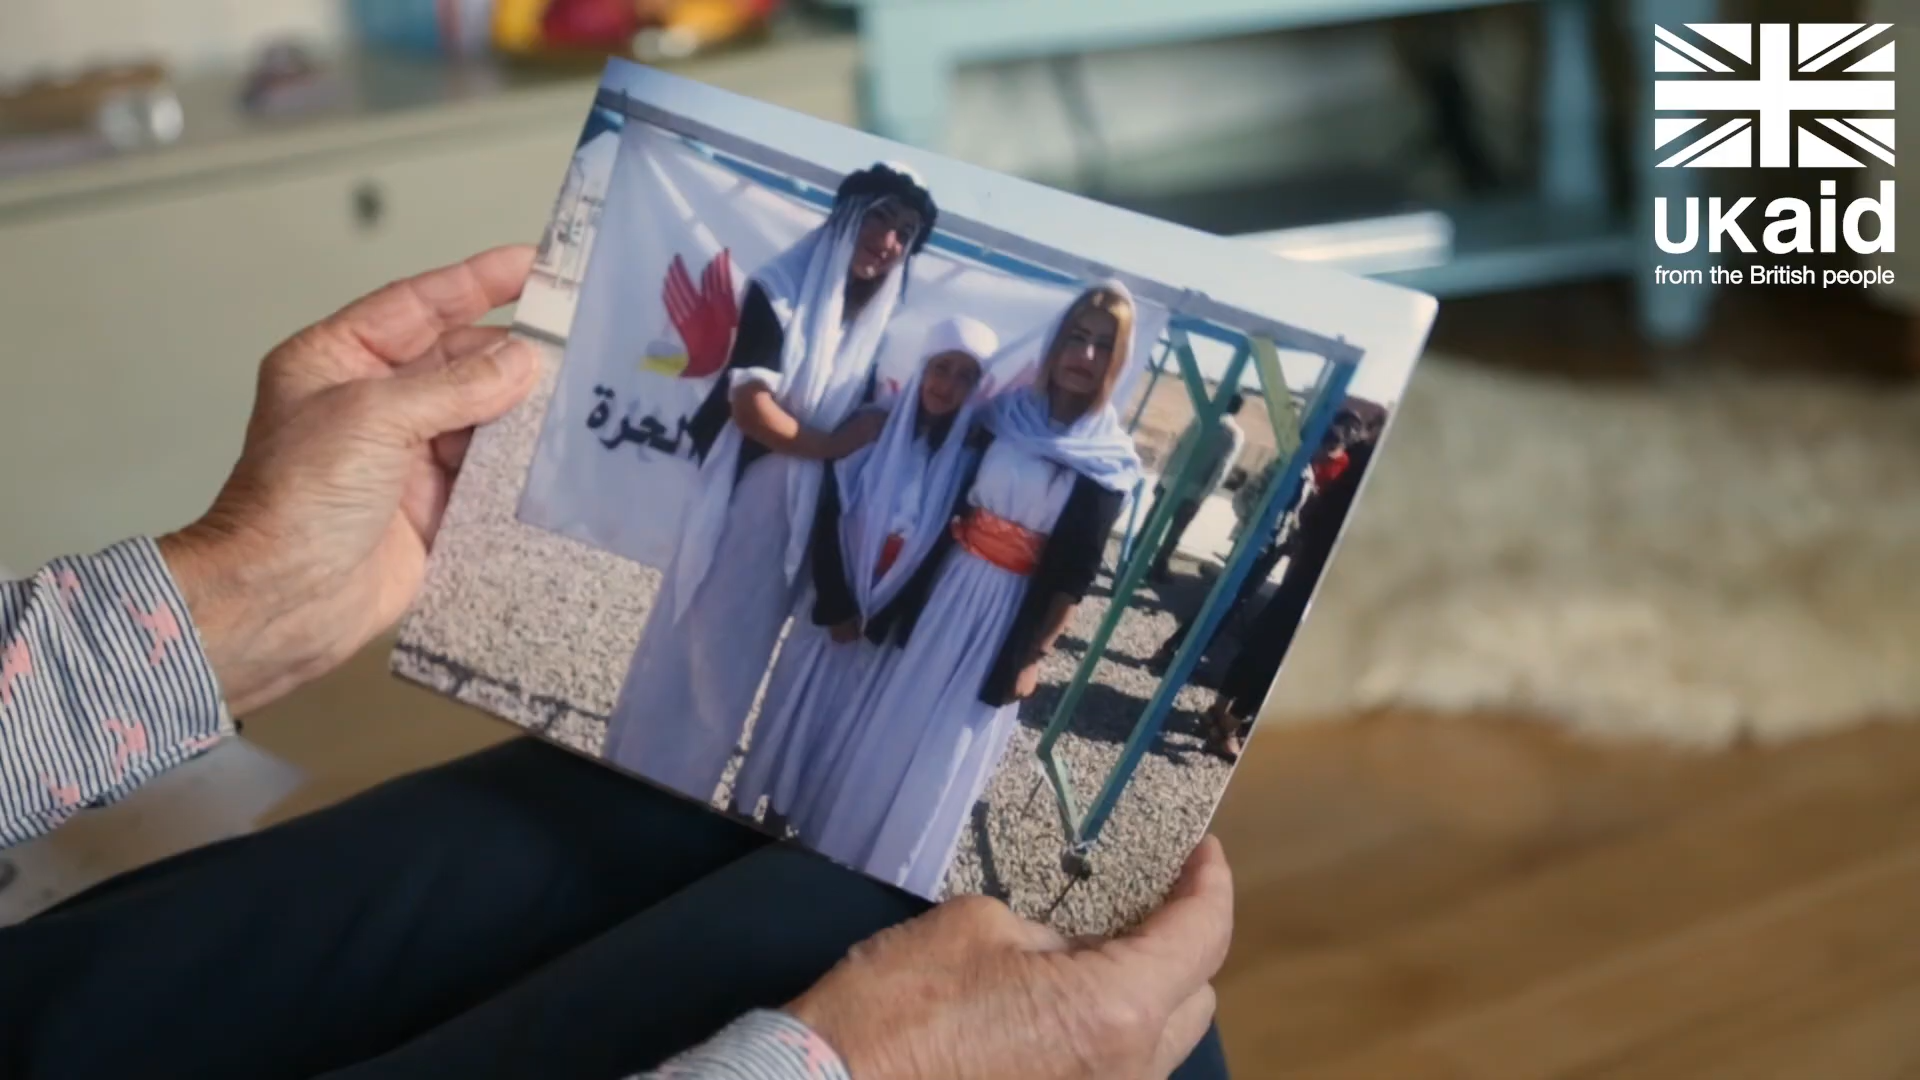 UKaid
from the British people
الحرة